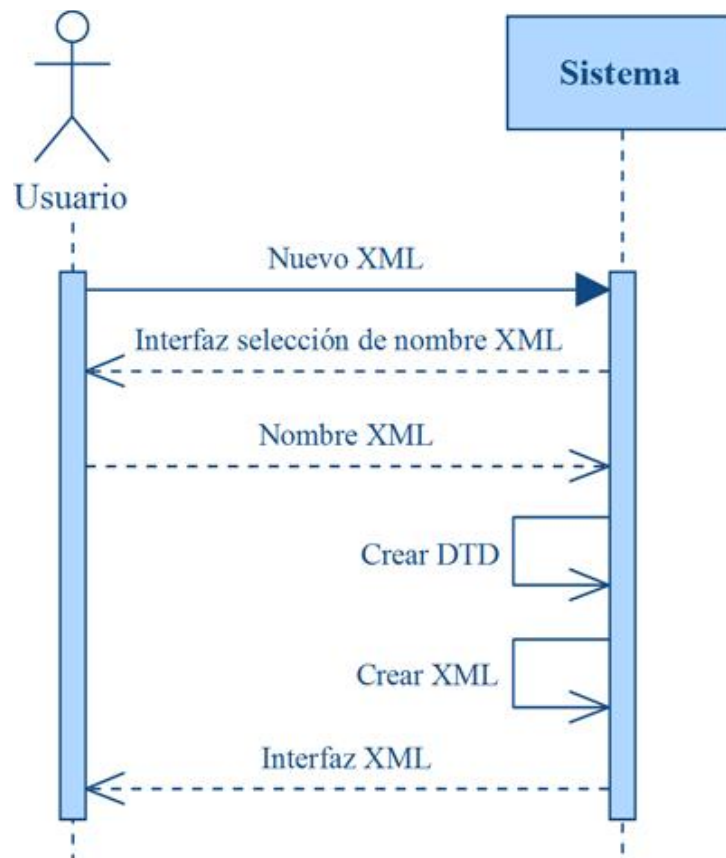 Sistema
Usuario
Nuevo XML
Interfaz selección de nombre XML
Nombre XML
Crear DTD
Crear XML
Interfaz XML